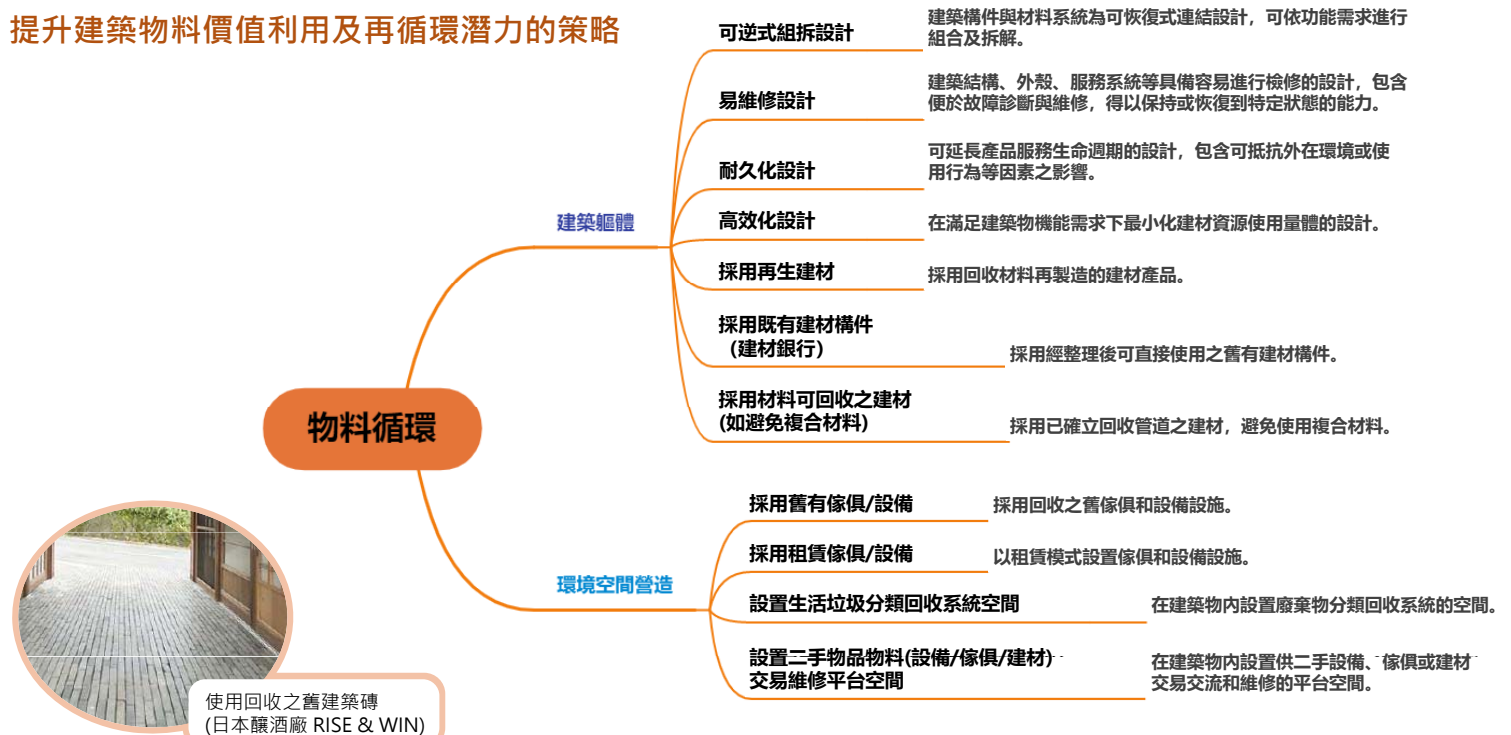 提升建築物料價值利用及再循環潛力的策略
物料循環
建築軀體
可逆式組拆設計
建築構件與材料系統為可恢復式連結設計，可依功能需求進行
組合及拆解。
易維修設計
建築結構、外殼、服務系統等具備容易進行檢修的設計，包含
便於故障診斷與維修，得以保持或恢復到特定狀態的能力。
耐久化設計
可延長產品服務生命週期的設計，包含可抵抗外在環境或使
用行為等因素之影響。
高效化設計
在滿足建築物機能需求下最小化建材資源使用量體的設計。
採用再生建材
採用回收材料再製造的建材產品。
採用既有建材構件
（建材銀行）
採用經整理後可直接使用之舊有建材構件。
採用材料可回收之建材
(如避免複合材料)
採用已確立回收管道之建材，避免使用複合材料。
環境空間營造
採用舊有傢俱/設備
採用回收之舊傢俱和設備設施。
採用租賃傢俱/設備
以租賃模式設置傢俱和設備設施。
設置生活垃圾分類回收系統空間
在建築物內設置廢棄物分類回收系統的空間。
設置二手物品物料(設備/傢俱/建材)
交易維修平台空間
在建築物內設置供二手設備、傢俱或建材
交易交流和維修的平台空間。
使用回收之舊建築磚
(日本釀酒廠 RISE & WIN)